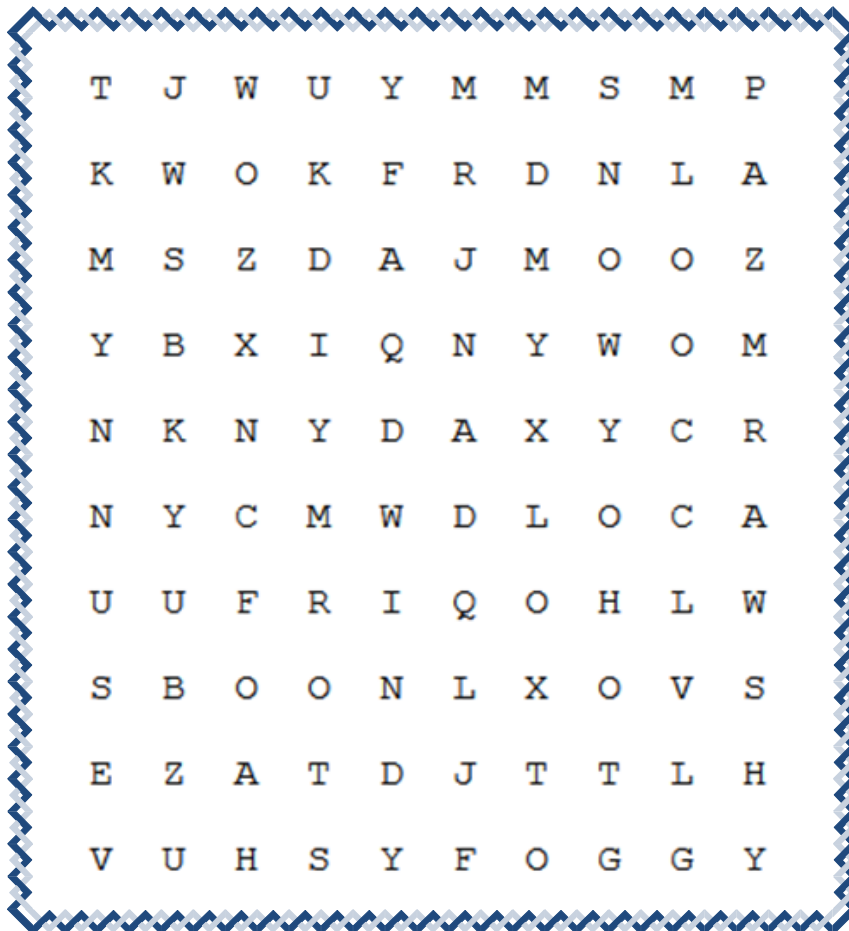 T J W U Y M M S M P
K W O K F R D N L A
M S Z D A J M O O Z
Y B X I Q N Y W O M
N K N Y D A X Y C R
N Y C M W D L O C A
U U F R I Q O H L W
S B O O N L X O V S
E Z A T D J T T L H
V U H S Y F O G G Y